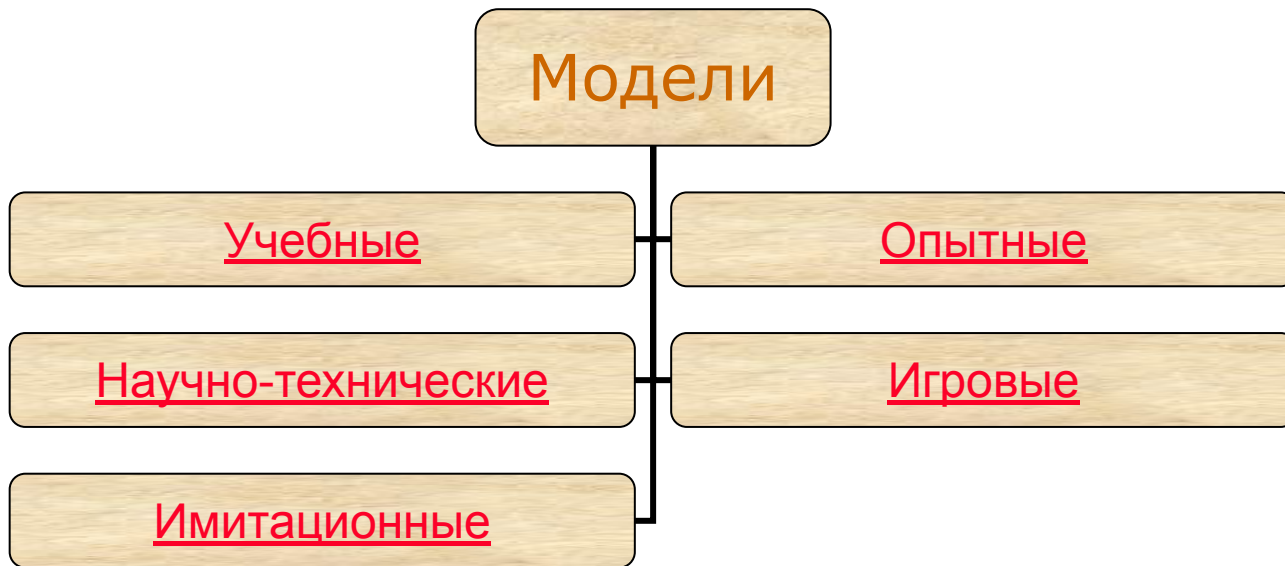 Модели
Учебные
Опытные
Научно-технические
Игровые
Имитационные